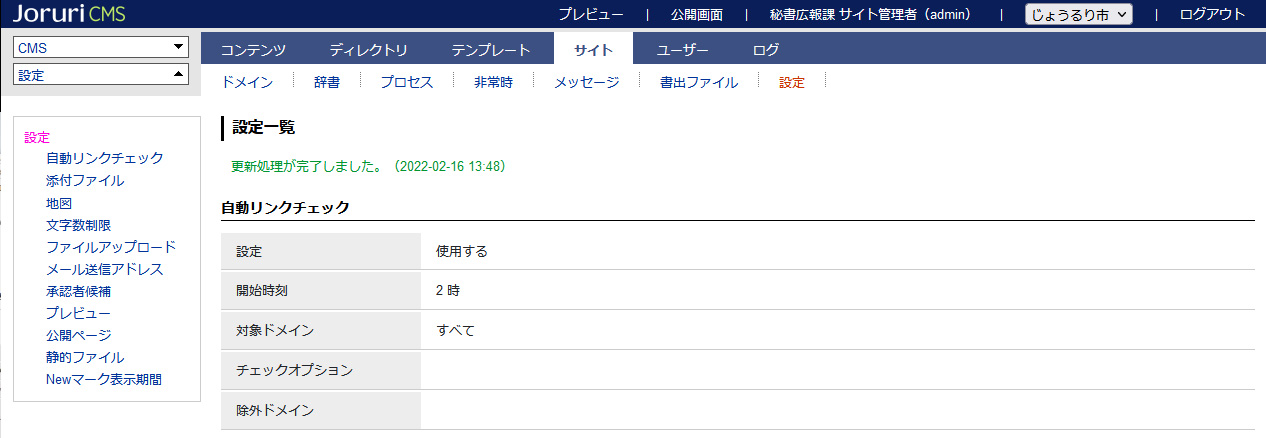 Joruri CMS
プレビュー | 公開画面 | 秘書広報課 サイト管理者（admin） | じょうるり市 | ログアウト
CMS
設定
コンテンツ ディレクトリ テンプレート サイト ユーザー ログ
ドメイン 辞書 プロセス 非常時 メッセージ 書出ファイル 設定
設定
自動リンクチェック
添付ファイル
地図
文字数制限
ファイルアップロード
メール送信アドレス
承認者候補
プレビュー
公開ページ
静的ファイル
Newマーク表示期間
設定一覧
更新処理が完了しました。（2022-02-16 13:48）
自動リンクチェック
設定 使用する
開始時刻 2 時
対象ドメイン すべて
チェックオプション
除外ドメイン